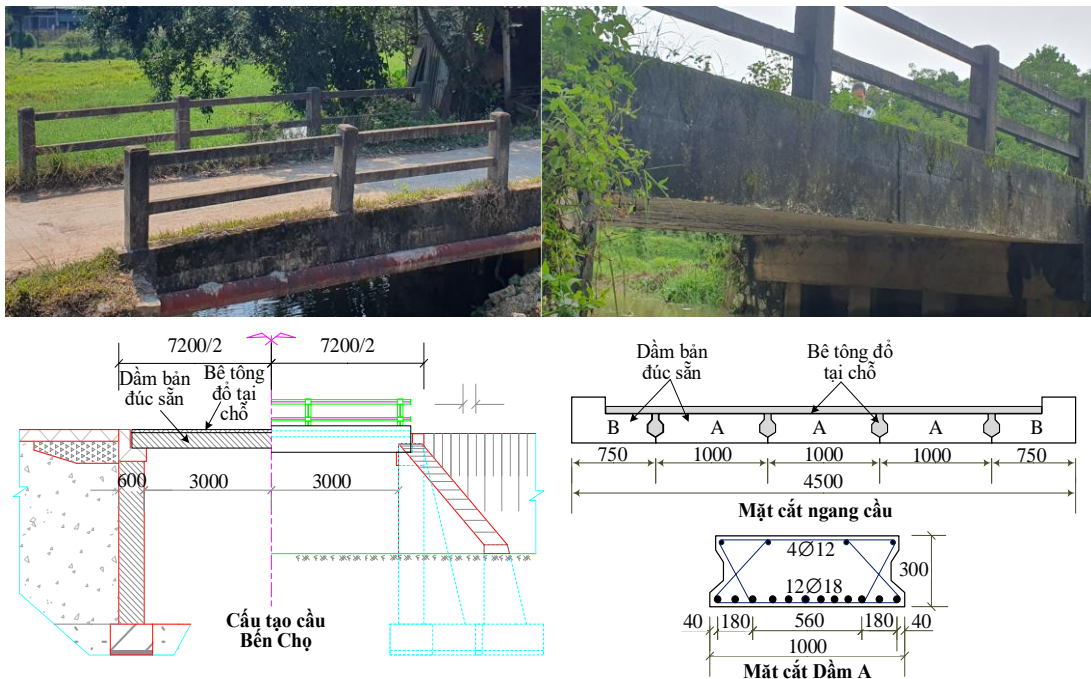 7200/2
7200/2
Dầm bản
đúc sẵn
Bê tông
đổ tại
chỗ
600
3000
3000
Cấu tạo cầu
Bến Chọ
Dầm bản
đúc sẵn
Bê tông đổ
tại chỗ
B
A
A
A
B
750
1000
1000
1000
750
4500
Mặt cắt ngang cầu
4Ø12
12Ø18
300
40
180
560
180
40
1000
Mặt cắt Dầm A